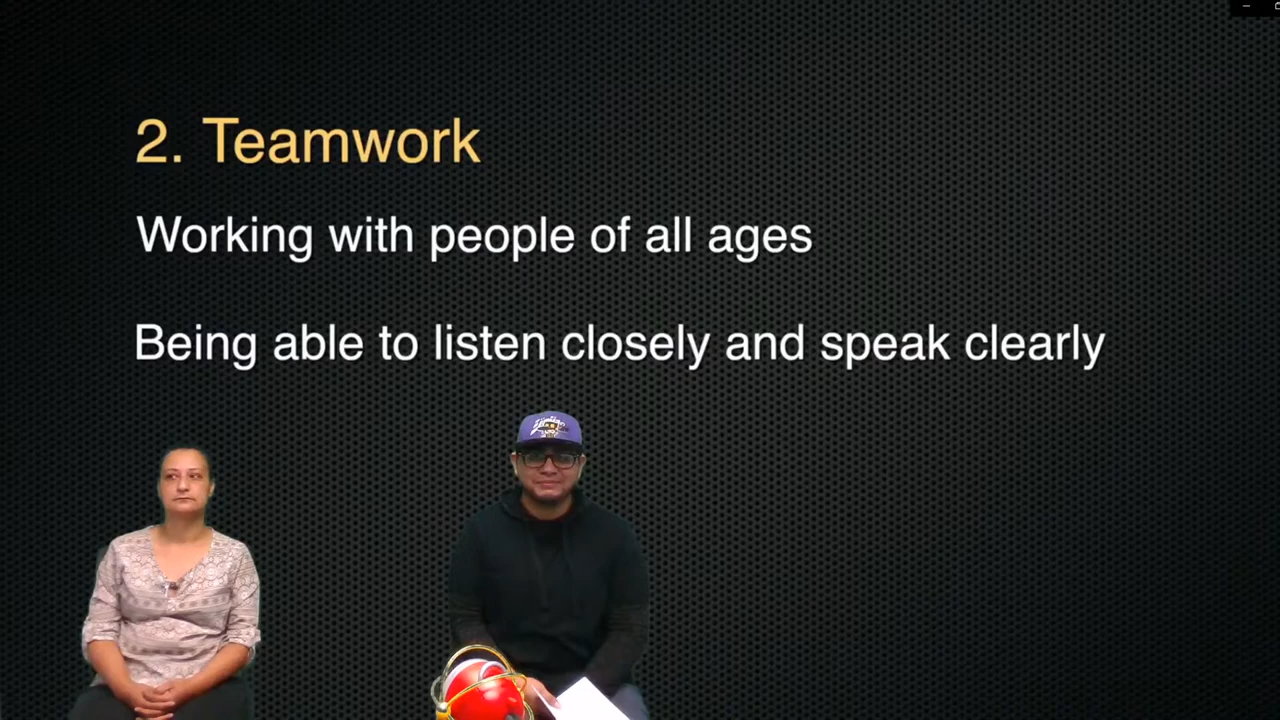 2. Teamwork
Working with people of all ages
Being able to listen closely and speak clearly